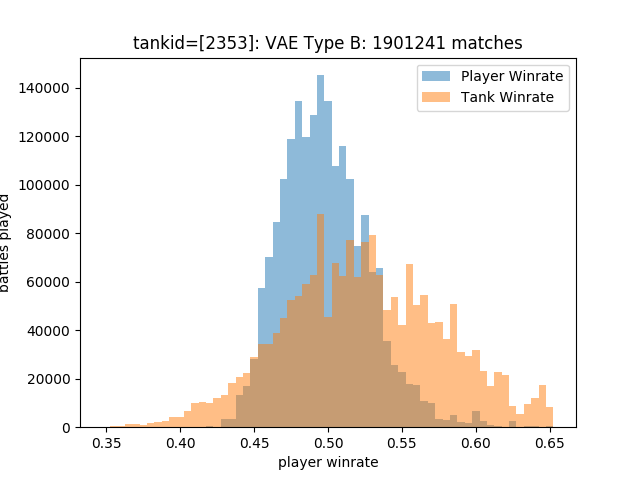 tankid=[2353]: VAE Type B: 1901241 matches
Player Winrate
Tank Winrate
140000
120000
100000
80000
60000
40000
20000
0
battles played
0.35 0.40 0.45 0.50 0.55 0.60 0.65
player winrate